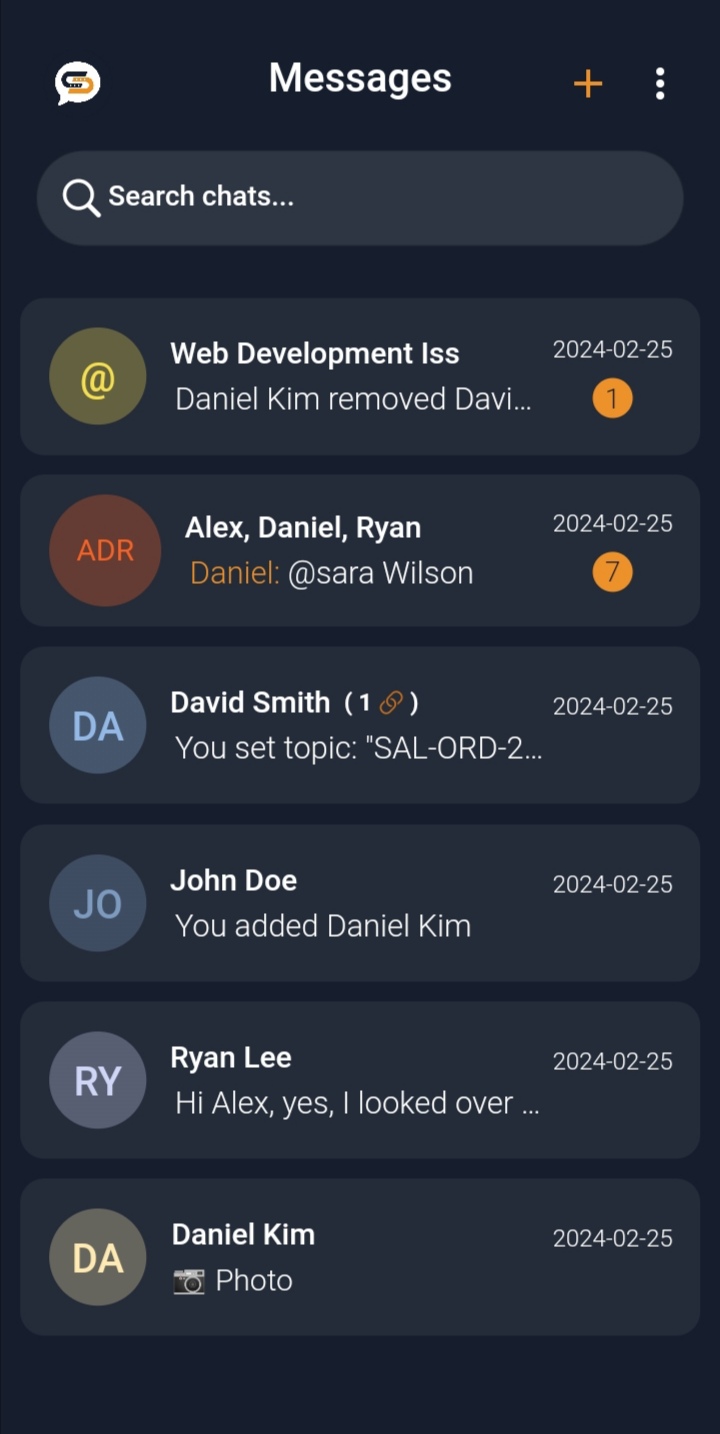 Messages
Search chats...
@
Web Development Iss
2024-02-25
Daniel Kim removed Davi...
1
ADR
Alex, Daniel, Ryan
2024-02-25
Daniel: @sara Wilson
7
DA
David Smith (1🔗)
2024-02-25
You set topic: "SAL-ORD-2...
JO
John Doe
2024-02-25
You added Daniel Kim
RY
Ryan Lee
2024-02-25
Hi Alex, yes, I looked over ...
DA
Daniel Kim
2024-02-25
📷 Photo